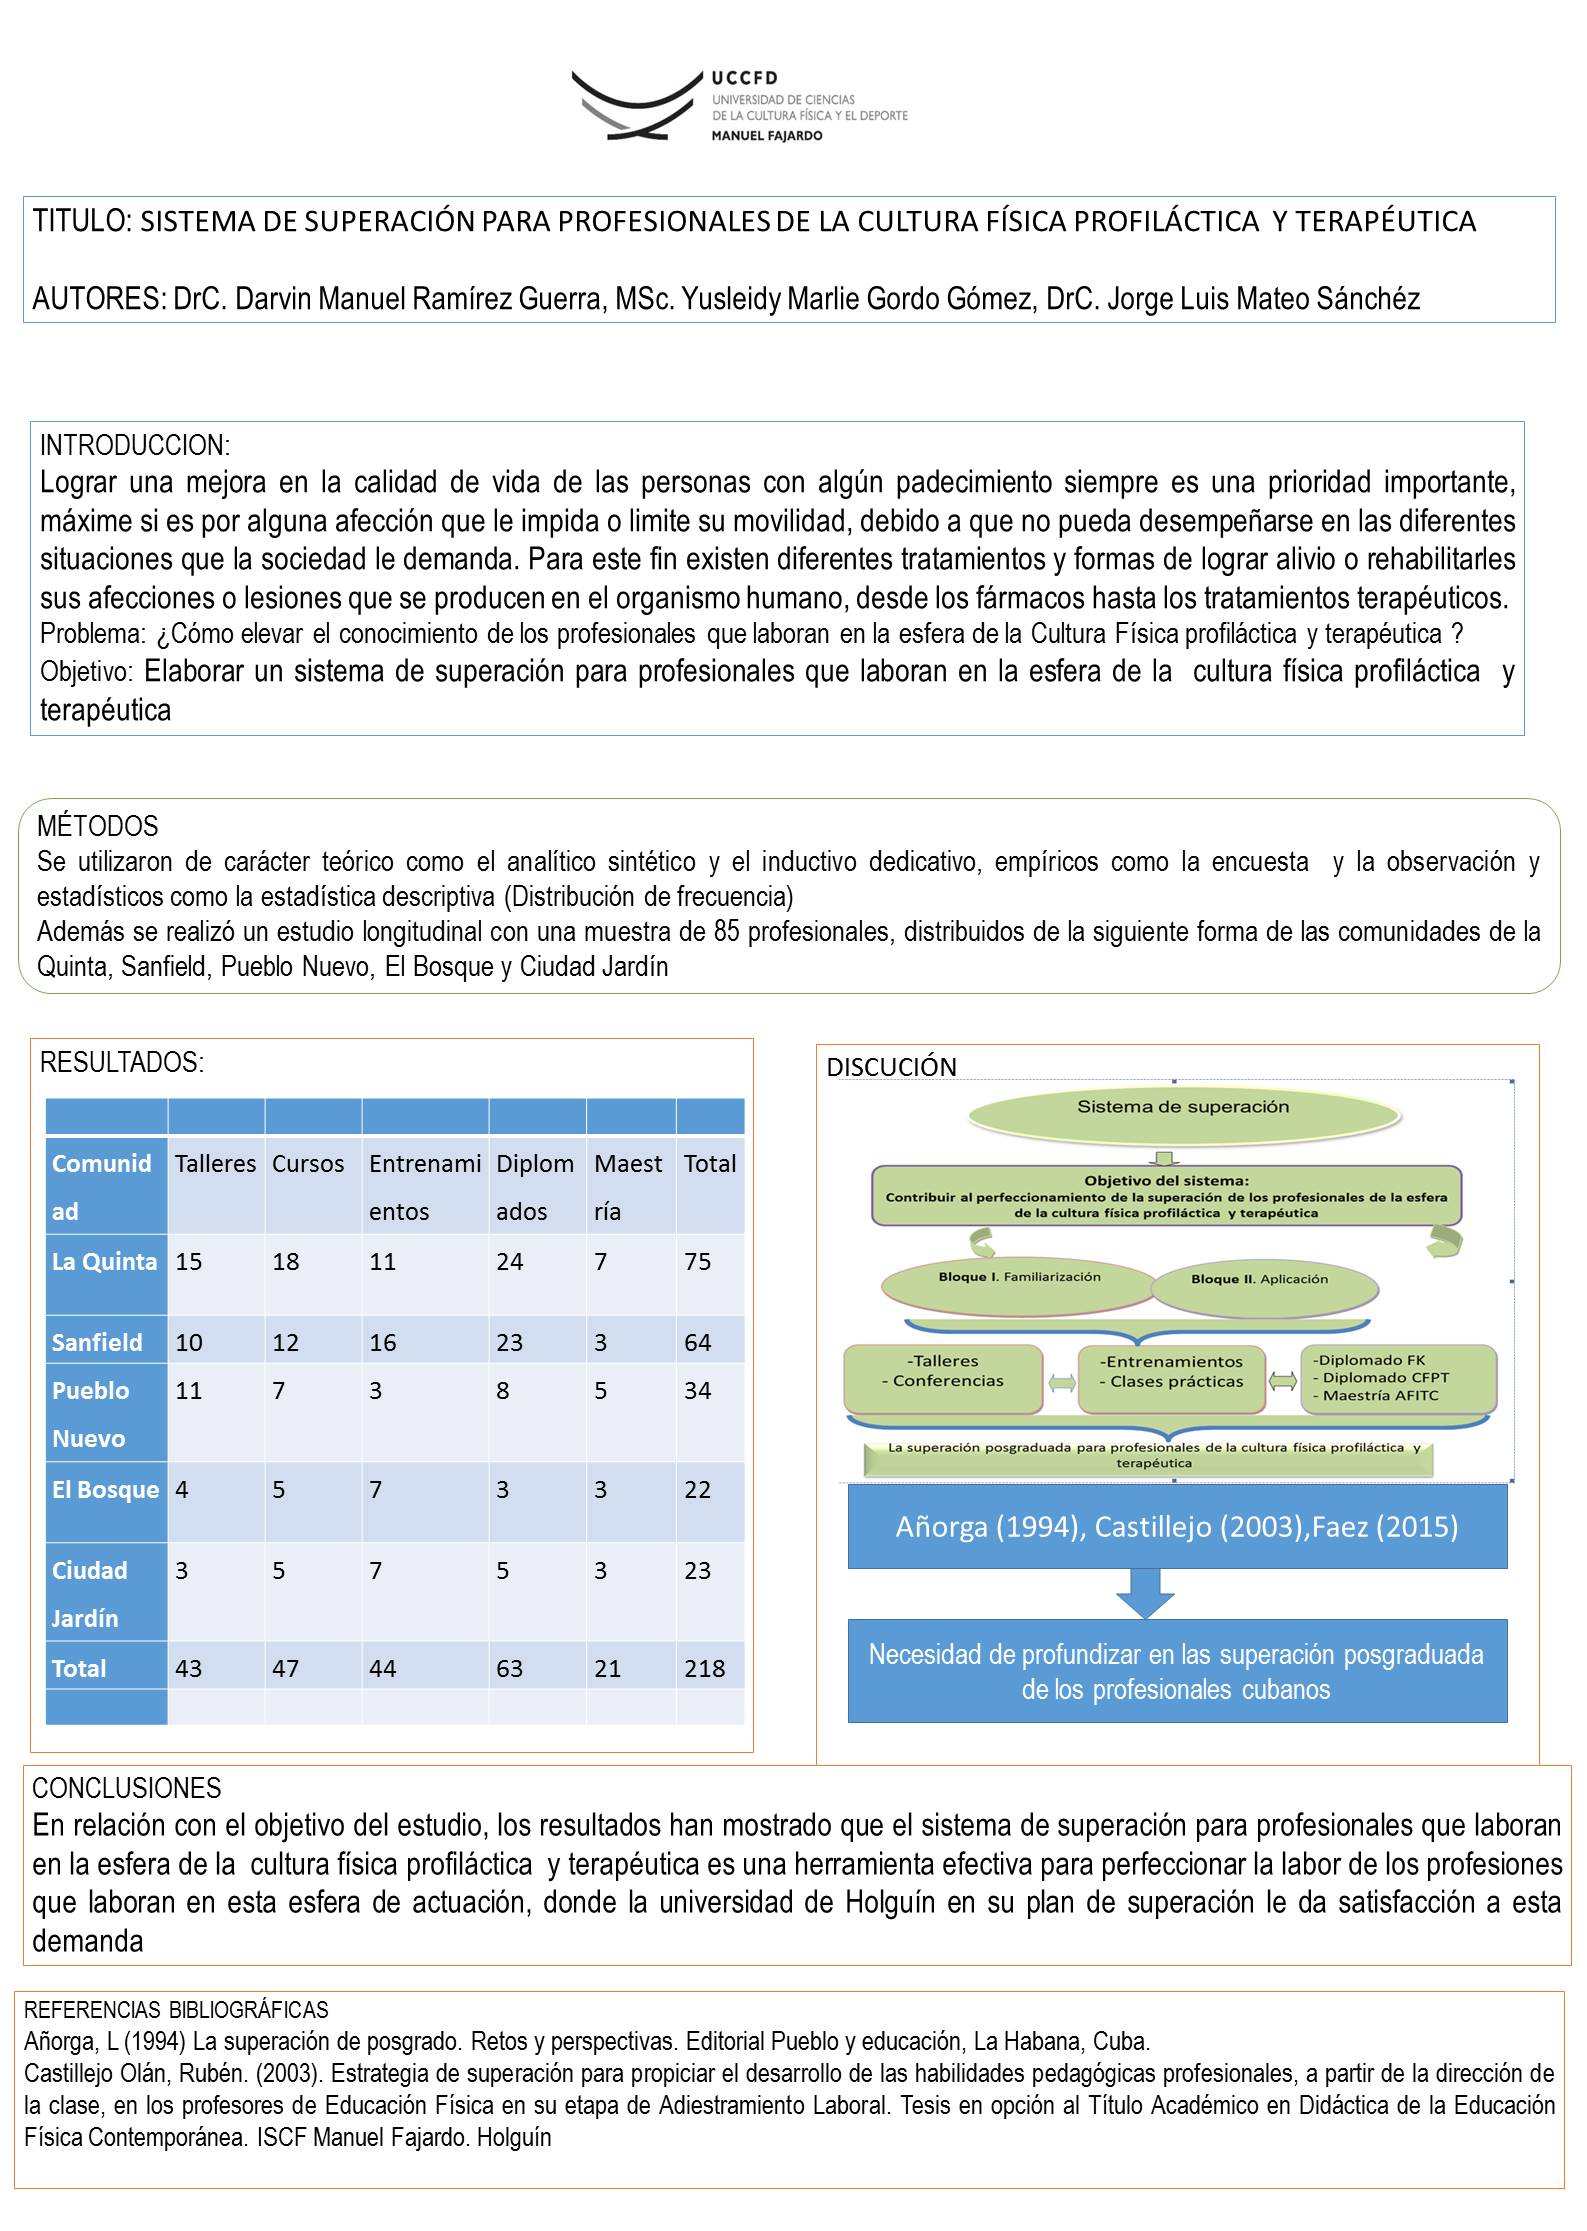 UCCFD
UNIVERSIDAD DE CIENCIAS
DE LA CULTURA FÍSICA Y EL DEPORTE
MANUEL FAJARDO
TITULO: SISTEMA DE SUPERACIÓN PARA PROFESIONALES DE LA CULTURA FÍSICA PROFILÁCTICA Y TERAPÉUTICA
AUTORES: DrC. Darvin Manuel Ramírez Guerra, MSc. Yusleidy Marlie Gordo Gómez, DrC. Jorge Luis Mateo Sánchéz
INTRODUCCION:
Lograr una mejora en la calidad de vida de las personas con algún padecimiento siempre es una prioridad importante,
máxime si es por alguna afección que le impida o limite su movilidad, debido a que no pueda desempeñarse en las diferentes
situaciones que la sociedad le demanda. Para este fin existen diferentes tratamientos y formas de lograr alivio o rehabilitarles
sus afecciones o lesiones que se producen en el organismo humano, desde los fármacos hasta los tratamientos terapéuticos.
Problema: ¿Cómo elevar el conocimiento de los profesionales que laboran en la esfera de la Cultura Física profiláctica y terapéutica ?
Objetivo: Elaborar un sistema de superación para profesionales que laboran en la esfera de la cultura física profiláctica y
terapéutica
MÉTODOS
Se utilizaron de carácter teórico como el analítico sintético y el inductivo dedicativo, empíricos como la encuesta y la observación y
estadísticos como la estadística descriptiva (Distribución de frecuencia)
Además se realizó un estudio longitudinal con una muestra de 85 profesionales, distribuidos de la siguiente forma de las comunidades de la
Quinta, Sanfield, Pueblo Nuevo, El Bosque y Ciudad Jardín
RESULTADOS:
Comunid Talleres Cursos Entrenami Diplom Maest Total
ad entos ados ría
La Quinta 15 18 11 24 7 75
Sanfield 10 12 16 23 3 64
Pueblo 11 7 3 8 5 34
Nuevo
El Bosque 4 5 7 3 3 22
Ciudad 3 5 7 5 3 23
Jardín
Total 43 47 44 63 21 218
DISCUCIÓN
Sistema de superación
Objetivo del sistema:
Contribuir al perfeccionamiento de la superación de los profesionales de la esfera
de la cultura física profiláctica y terapéutica
Bloque I. Familiarización
Bloque II. Aplicación
-Talleres
- Conferencias
-Entrenamientos
- Clases prácticas
-Diplomado FK
- Diplomado CFPT
- Maestría AFITC
La superación posgraduada para profesionales de la cultura física profiláctica y
terapéutica
Añorga (1994), Castillejo (2003),Faez (2015)
Necesidad de profundizar en las superación posgraduada
de los profesionales cubanos
CONCLUSIONES
En relación con el objetivo del estudio, los resultados han mostrado que el sistema de superación para profesionales que laboran
en la esfera de la cultura física profiláctica y terapéutica es una herramienta efectiva para perfeccionar la labor de los profesiones
que laboran en esta esfera de actuación, donde la universidad de Holguín en su plan de superación le da satisfacción a esta
demanda
REFERENCIAS BIBLIOGRÁFICAS
Añorga, L (1994) La superación de posgrado. Retos y perspectivas. Editorial Pueblo y educación, La Habana, Cuba.
Castillejo Olán, Rubén. (2003). Estrategia de superación para propiciar el desarrollo de las habilidades pedagógicas profesionales, a partir de la dirección de
la clase, en los profesores de Educación Física en su etapa de Adiestramiento Laboral. Tesis en opción al Título Académico en Didáctica de la Educación
Física Contemporánea. ISCF Manuel Fajardo. Holguín